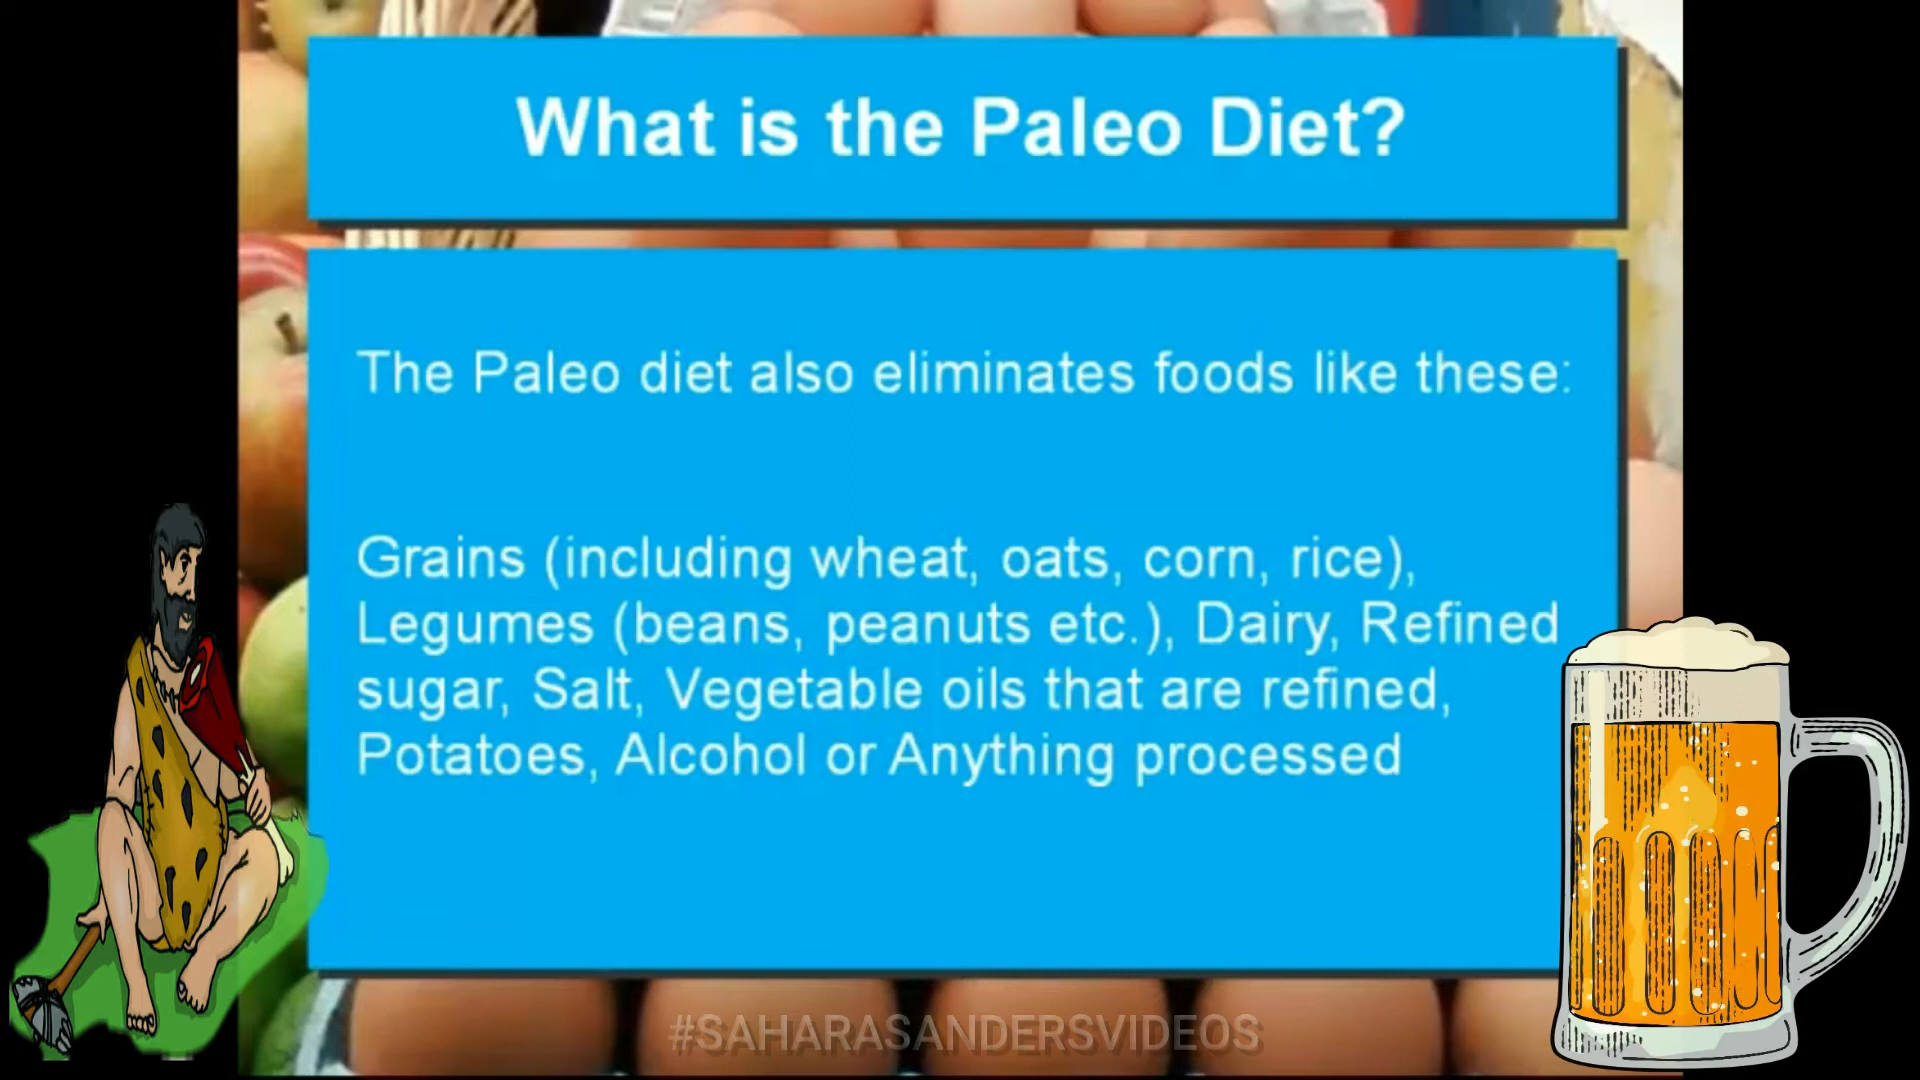 What is the Paleo Diet?
The Paleo diet also eliminates foods like these:
Grains (including wheat, oats, corn, rice),
Legumes (beans, peanuts etc.), Dairy, Refined
sugar, Salt, Vegetable oils that are refined,
Potatoes, Alcohol or Anything processed
#SAHARASANDERSVIDEOS